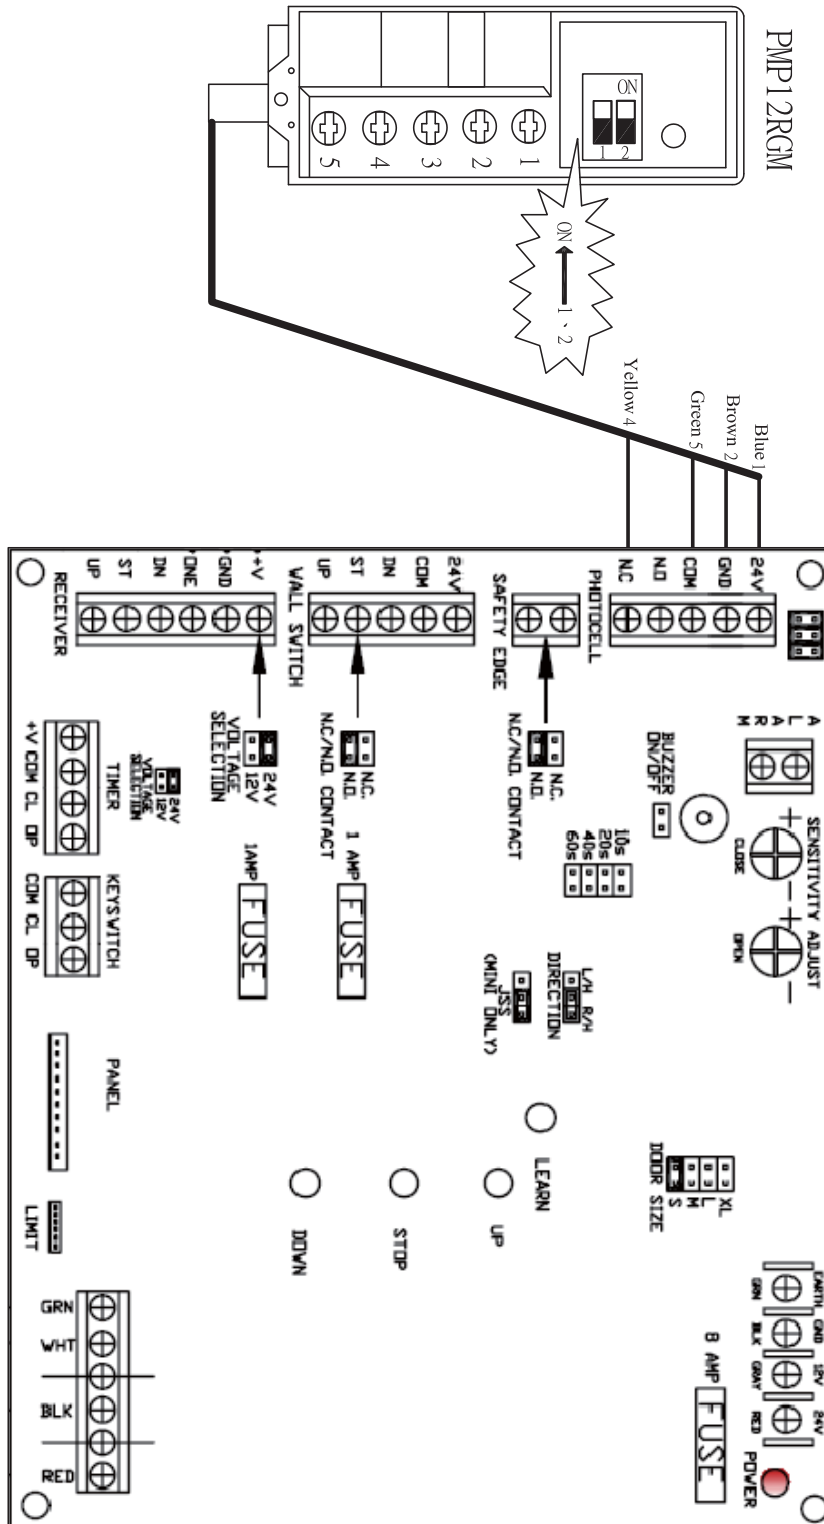 PMP12RGM
ON
1 2
5 4 3 2 1
ON
1、2
Blue 1
Brown 2
Green 5
Yellow 4
UP ST DN ONE GND +V
RECEIVER
UP ST DN COM 24V
WALL SWITCH
SAFETY EDGE
N.C N.O COM GND 24V
PHOTOCELL
ALARM
SENSITIVITY ADJUST
+ -
CLOSE
+ -
OPEN
BUZZER
ON/OFF
10s
20s
40s
60s
N.C.
N.O.
N.C/N.O. CONTACT
N.C.
N.O.
N.C/N.O. CONTACT
24V
12V
VOLTAGE
SELECTION
24V
12V
VOLTAGE
SELECTION
+V COM CL OP
TIMER
COM CL OP
KEYSWITCH
1AMP
FUSE
1 AMP
FUSE
L/H R/H
DIRECTION
JSS
(MINI ONLY)
PANEL
LIMIT
LEARN
UP
STOP
DOWN
XL
L
M
S
DOOR SIZE
EARTH GND 12V 24V
GRN BLK GRAY RED
8 AMP
FUSE
POWER
GRN
WHT
BLK
RED